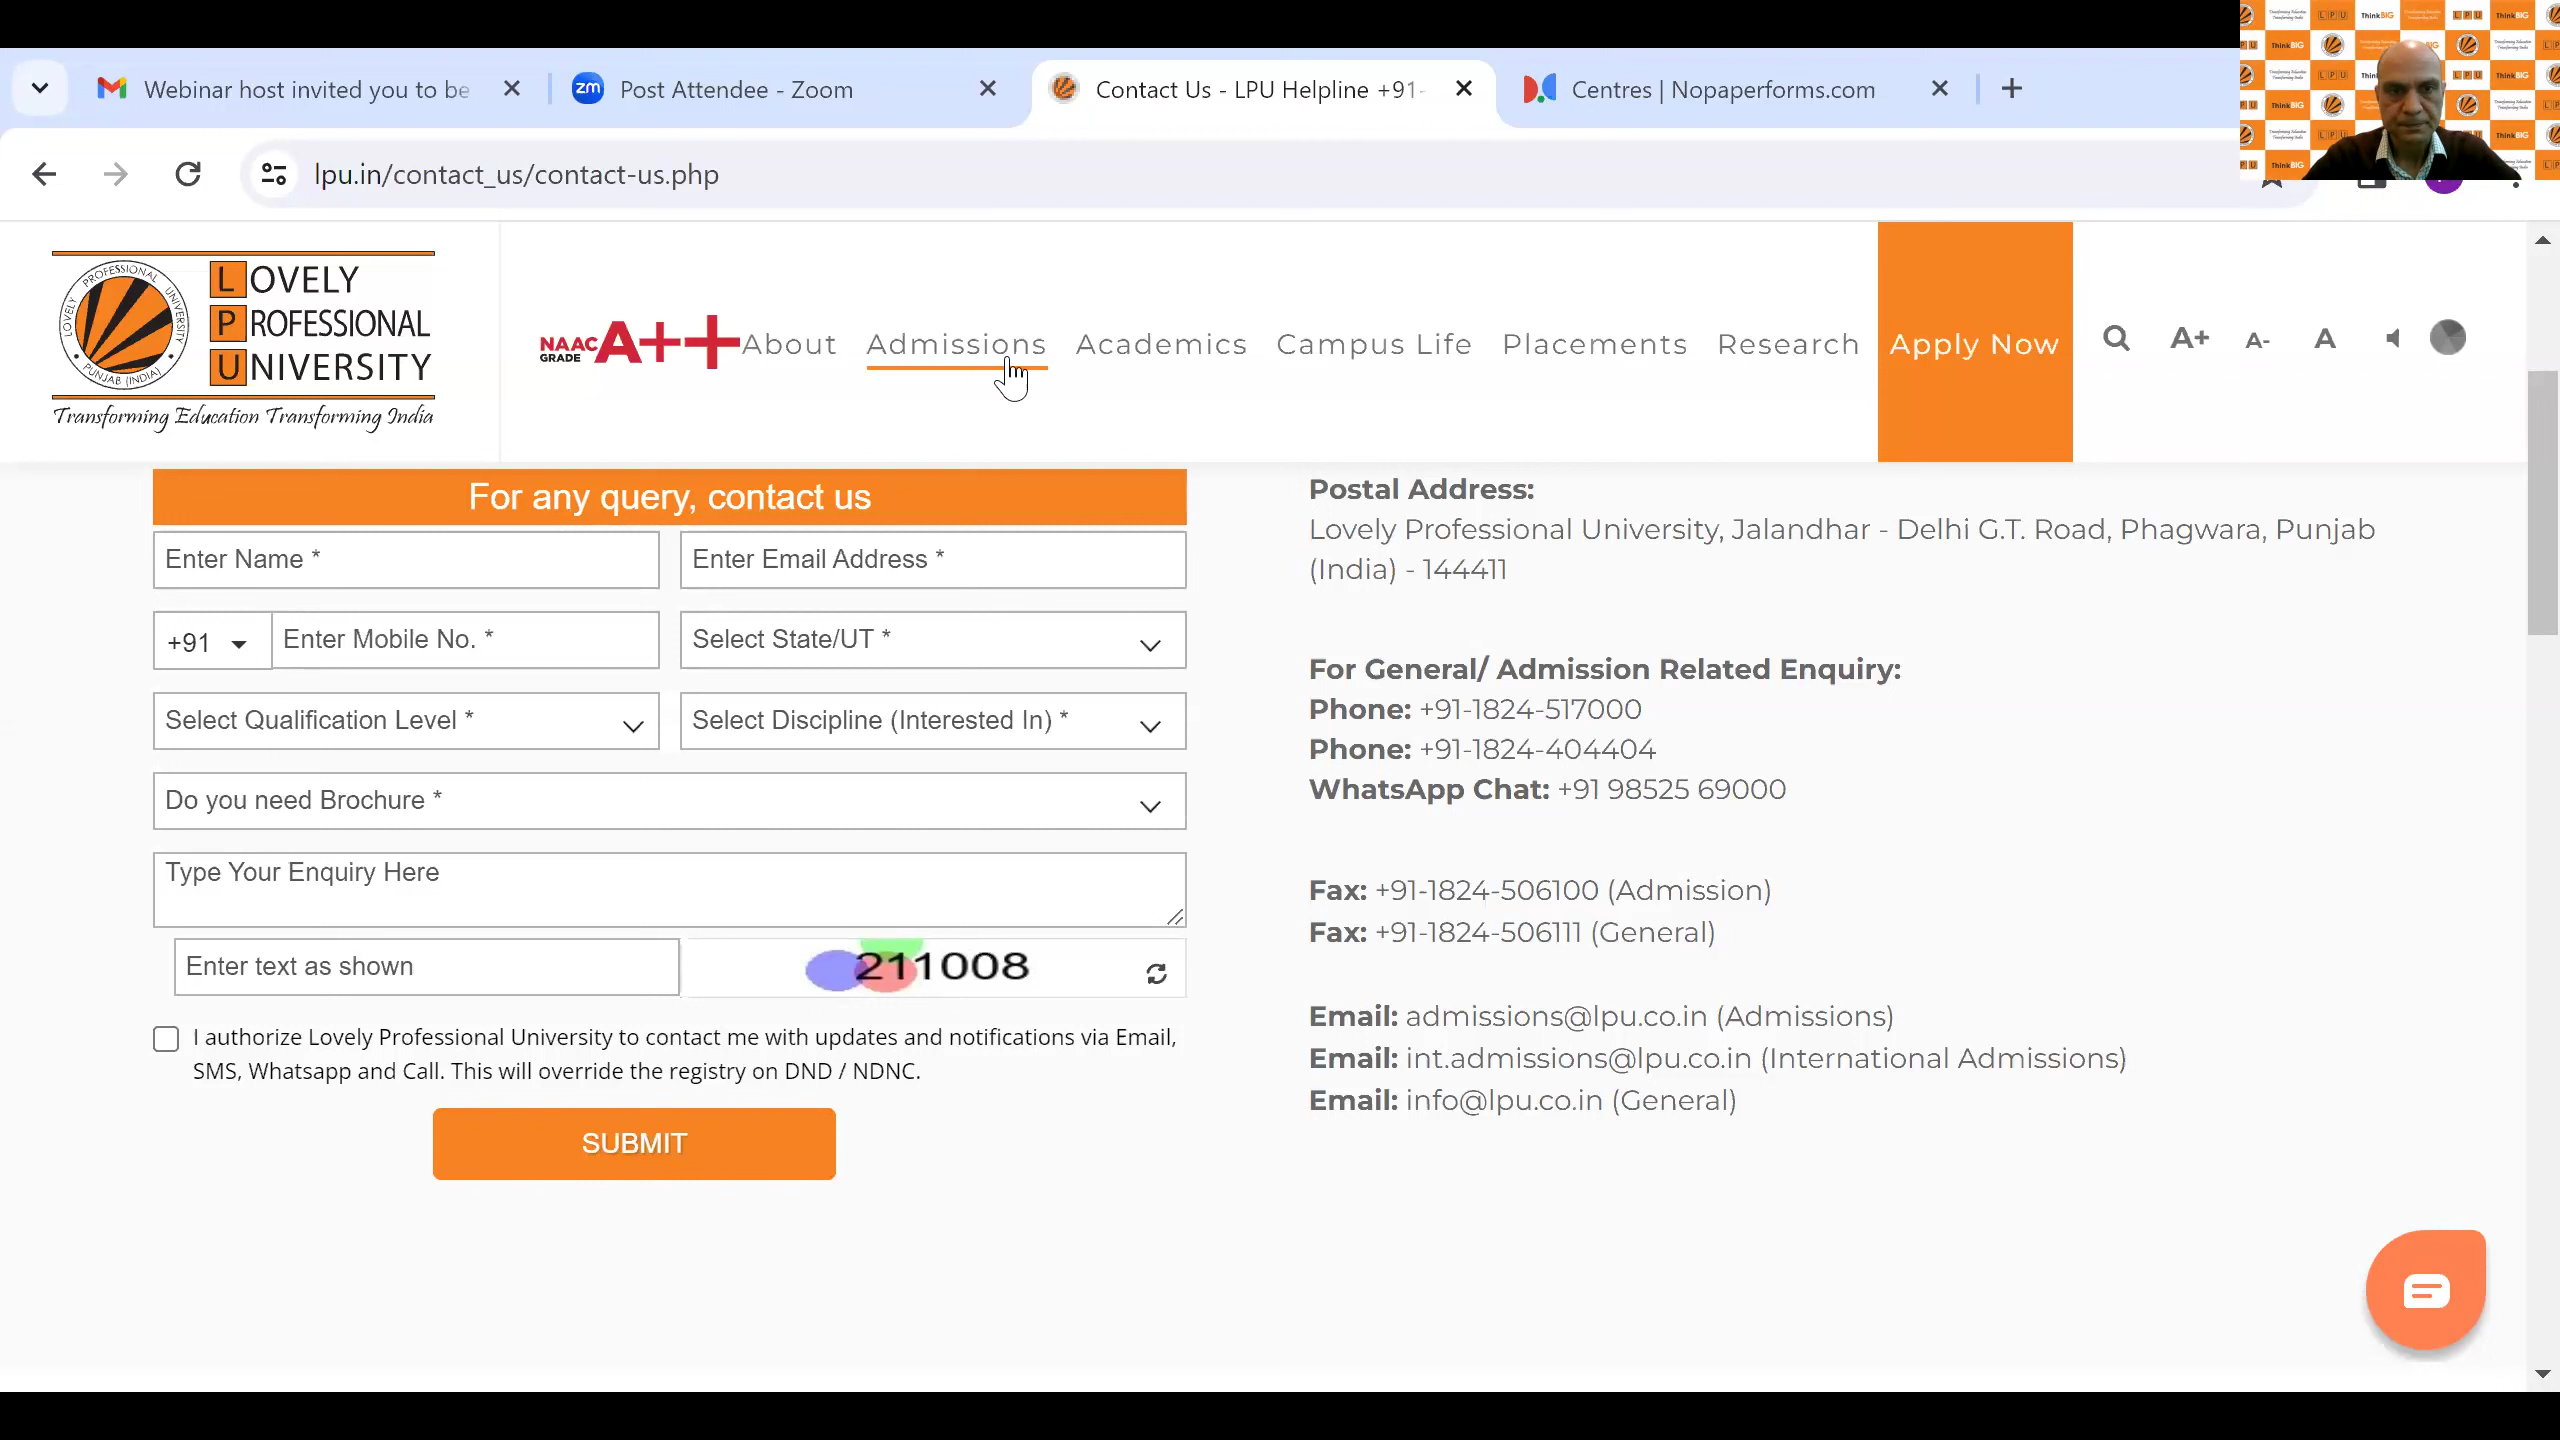 Webinar host invited you to be
Post Attendee - Zoom
Contact Us - LPU Helpline +91-
Centres | Nopaperforms.com
lpu.in/contact_us/contact-us.php
LOVELY
PROFESSIONAL
UNIVERSITY
LOVELY PROFESSIONAL UNIVERSITY
PUNJAB (INDIA)
Transforming Education Transforming India
NAAC
GRADE
A++
About
Admissions
Academics
Campus Life
Placements
Research
Apply Now
A+
A-
A
For any query, contact us
Enter Name *
Enter Email Address *
+91
Enter Mobile No. *
Select State/UT *
Select Qualification Level *
Select Discipline (Interested In) *
Do you need Brochure *
Type Your Enquiry Here
Enter text as shown
211008
I authorize Lovely Professional University to contact me with updates and notifications via Email,
SMS, Whatsapp and Call. This will override the registry on DND / NDNC.
SUBMIT
Postal Address:
Lovely Professional University, Jalandhar - Delhi G.T. Road, Phagwara, Punjab
(India) - 144411
For General/ Admission Related Enquiry:
Phone: +91-1824-517000
Phone: +91-1824-404404
WhatsApp Chat: +91 98525 69000
Fax: +91-1824-506100 (Admission)
Fax: +91-1824-506111 (General)
Email: admissions@lpu.co.in (Admissions)
Email: int.admissions@lpu.co.in (International Admissions)
Email: info@lpu.co.in (General)